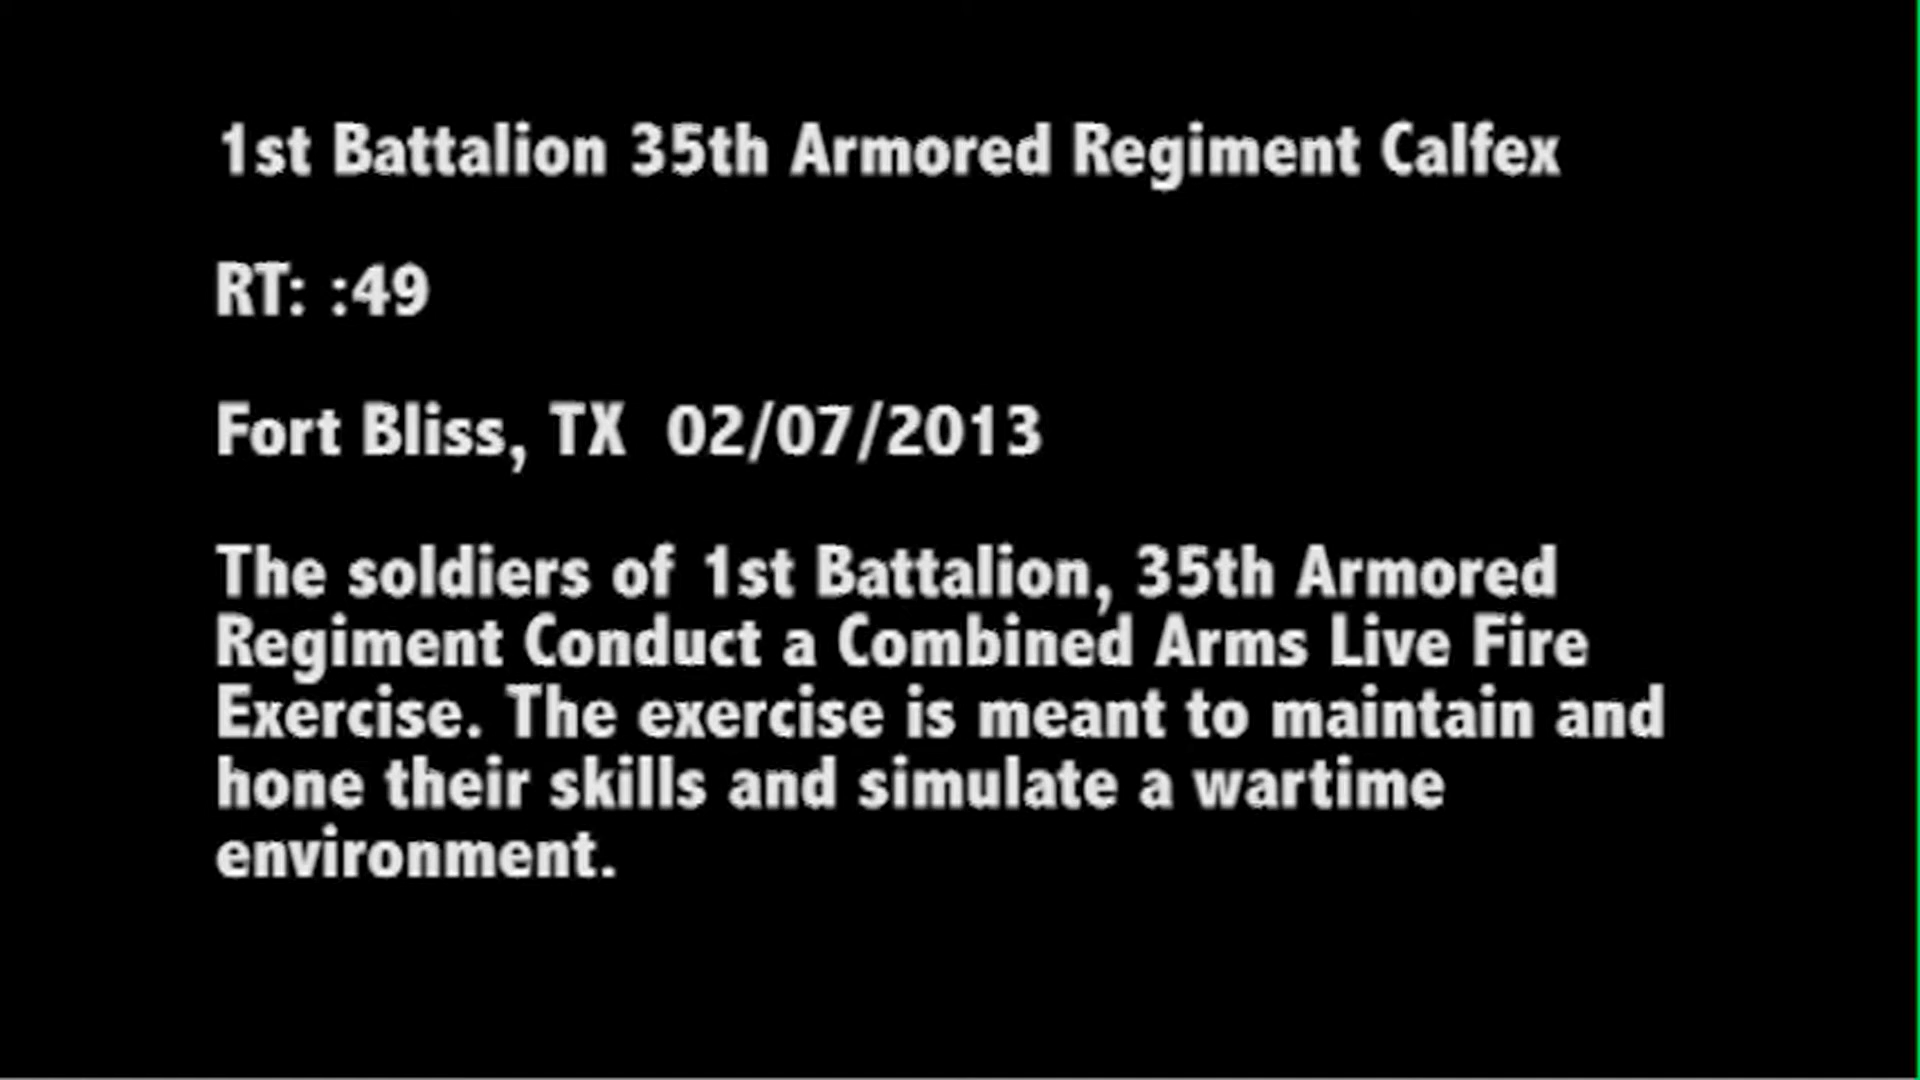 1st Battalion 35th Armored Regiment Calfex
RT: :49
Fort Bliss, TX 02/07/2013
The soldiers of 1st Battalion, 35th Armored
Regiment Conduct a Combined Arms Live Fire
Exercise. The exercise is meant to maintain and
hone their skills and simulate a wartime
environment.